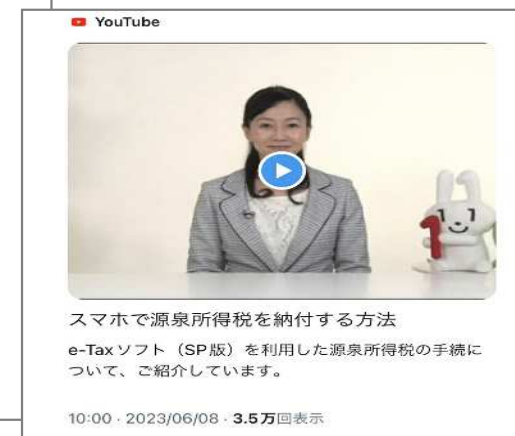 YouTube
1 1
1
スマホで源泉所得税を納付する方法
e-Taxソフト（SP版）を利用した源泉所得税の手続に
ついて、ご紹介しています。
10:00 · 2023/06/08 · 3.5万回表示